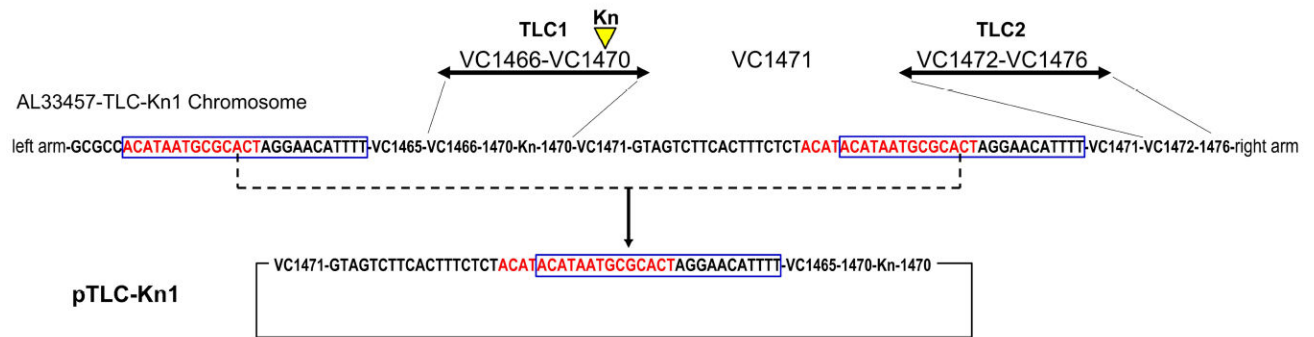 Kn
TLC1 TLC2
VC1466-VC1470 VC1471 VC1472-VC1476
AL33457-TLC-Kn1 Chromosome
left arm-GCGCCACATAATGCGCACTAGGAACATTTT-VC1465-VC1466-1470-Kn-1470-VC1471-GTAGTCTTCACTTTCTCTACATACATAATGCGCACTAGGAACATTTT-VC1471-VC1472-1476-right arm
VC1471-GTAGTCTTCACTTTCTCTACATACATAATGCGCACTAGGAACATTTT-VC1465-1470-Kn-1470
pTLC-Kn1